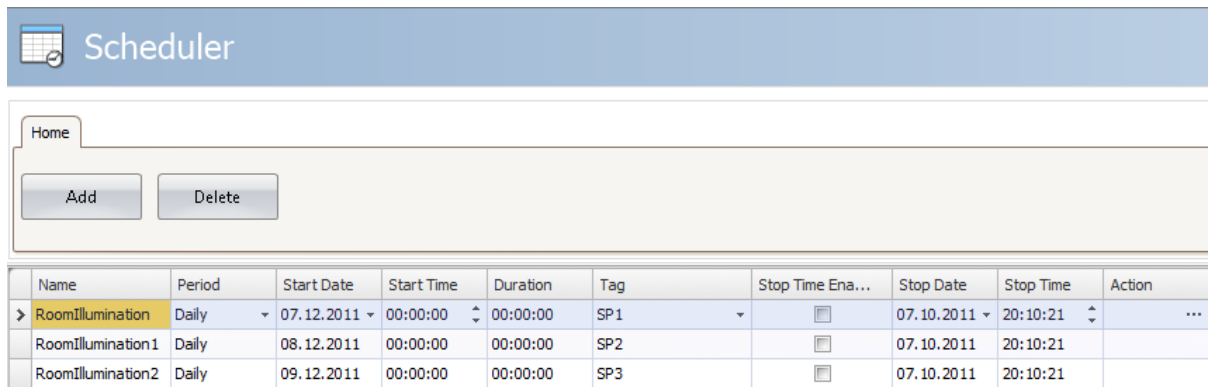 Scheduler
Home
Add Delete
Name Period Start Date Start Time Duration Tag Stop Time Ena... Stop Date Stop Time Action
RoomIllumination Daily 07.12.2011 00:00:00 00:00:00 SP1 07.10.2011 20:10:21 ...
RoomIllumination1 Daily 08.12.2011 00:00:00 00:00:00 SP2 07.10.2011 20:10:21
RoomIllumination2 Daily 09.12.2011 00:00:00 00:00:00 SP3 07.10.2011 20:10:21